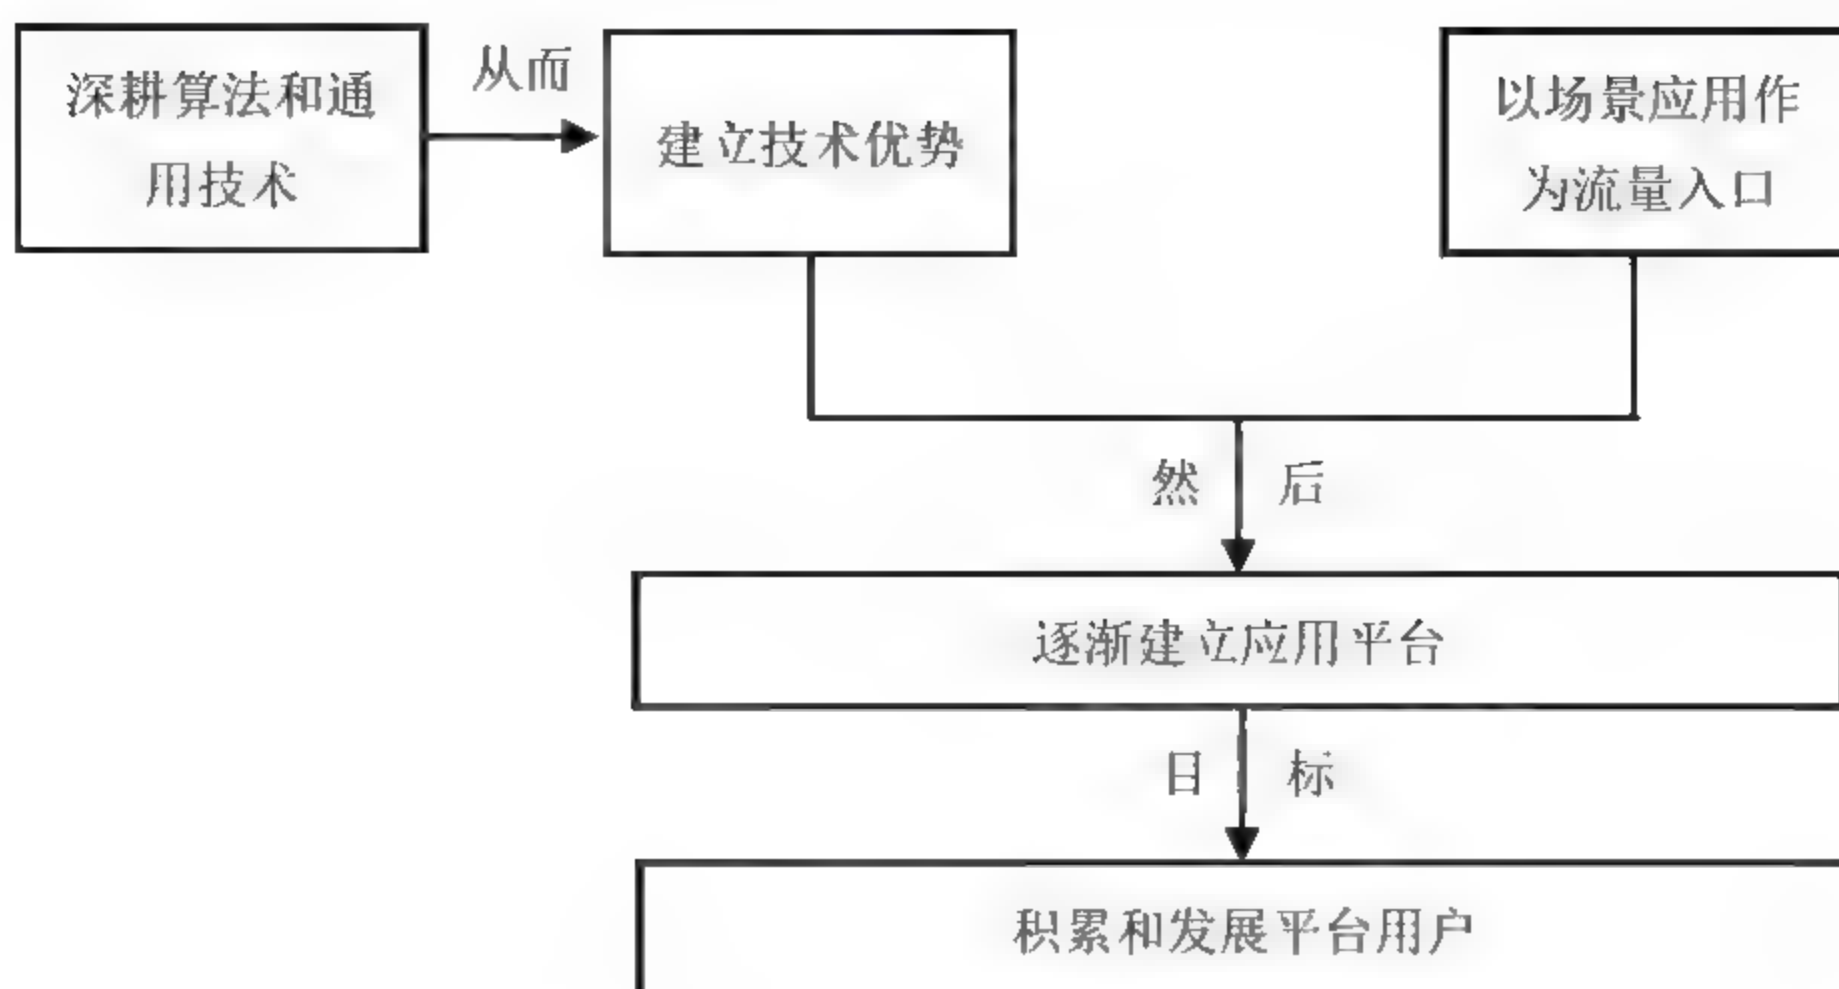 深耕算法和通
用技术
从而
建立技术优势
以场景应用作
为流量入口
然 后
逐渐建立应用平台
目 标
积累和发展平台用户